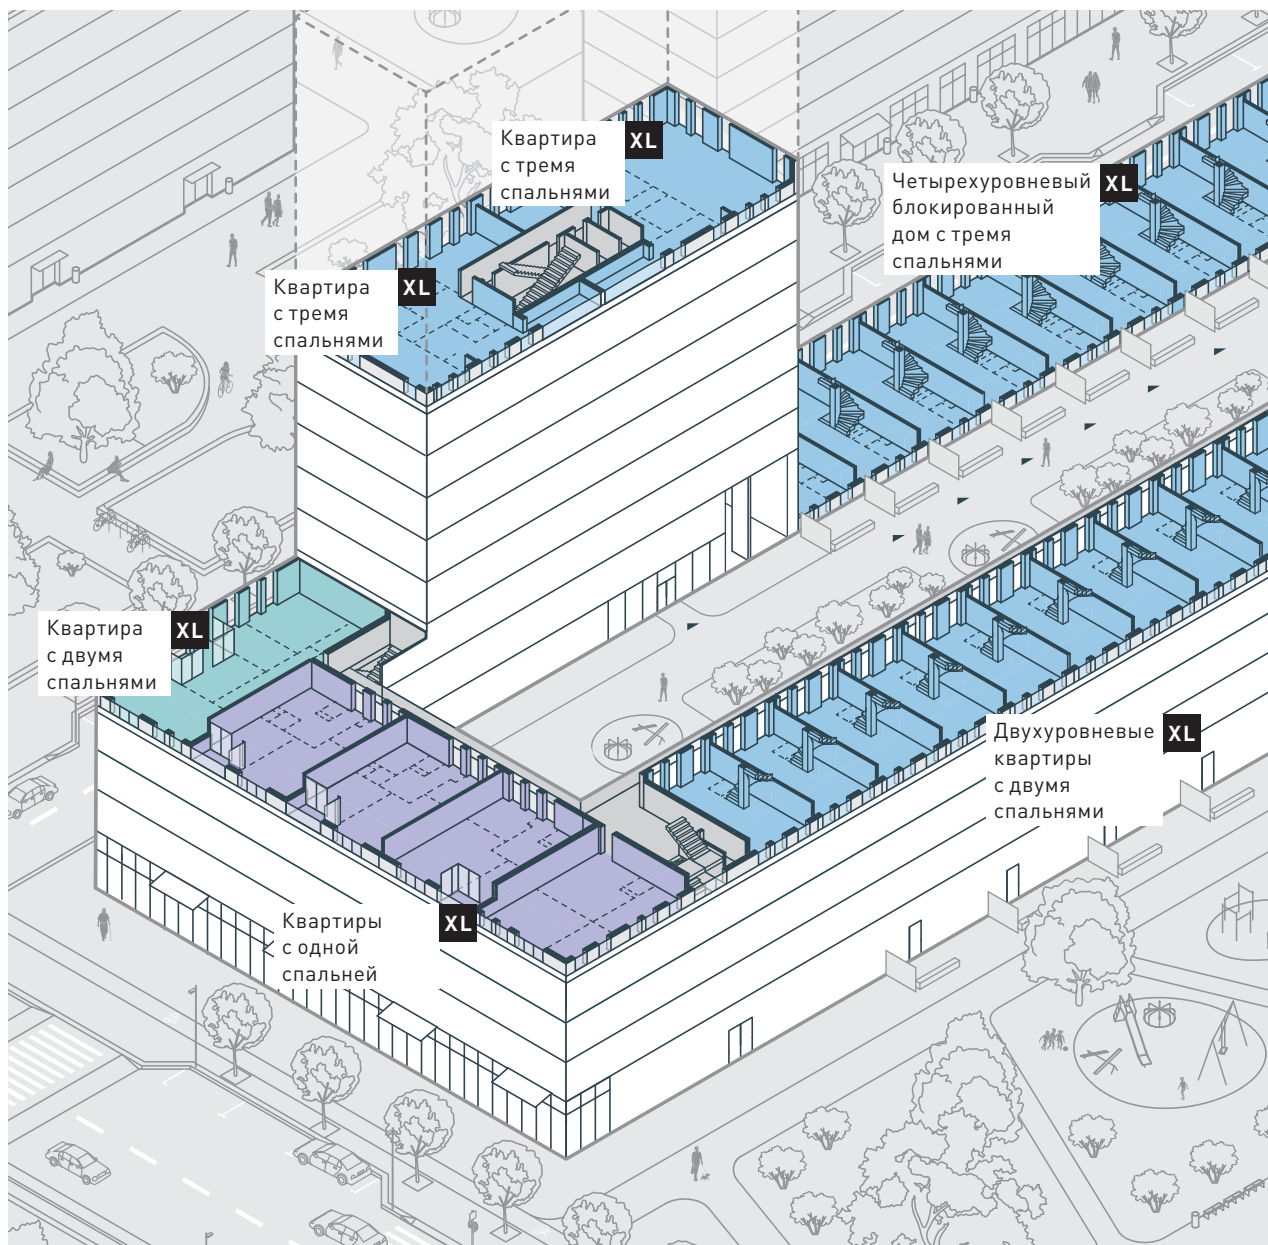 Квартира XL
с тремя
спальнями
Четырехуровневый XL
блокированный
дом с тремя
спальнями
Квартира XL
с тремя
спальнями
Квартира XL
с двумя
спальнями
Двухуровневые XL
квартиры
с двумя
спальнями
Квартиры XL
с одной
спальней